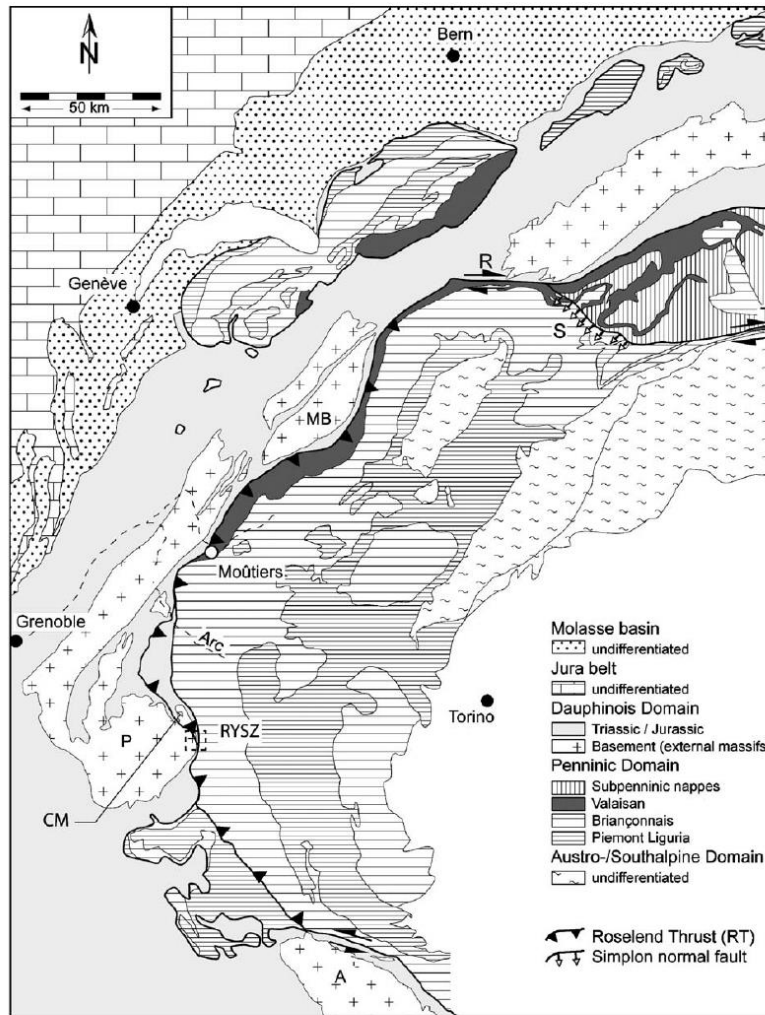 N
50 km
Bern
R
Genève
S
MB
Moûtiers
Grenoble
Arc
Torino
RYSZ
P
CM
A
Molasse basin
undifferentiated
Jura belt
undifferentiated
Dauphinois Domain
Triassic / Jurassic
Basement (external massifs
Penninic Domain
Subpenninic nappes
Valaisan
Briançonnais
Piemont Liguria
Austro-/Southalpine Domain
undifferentiated
Roselend Thrust (RT)
Simplon normal fault